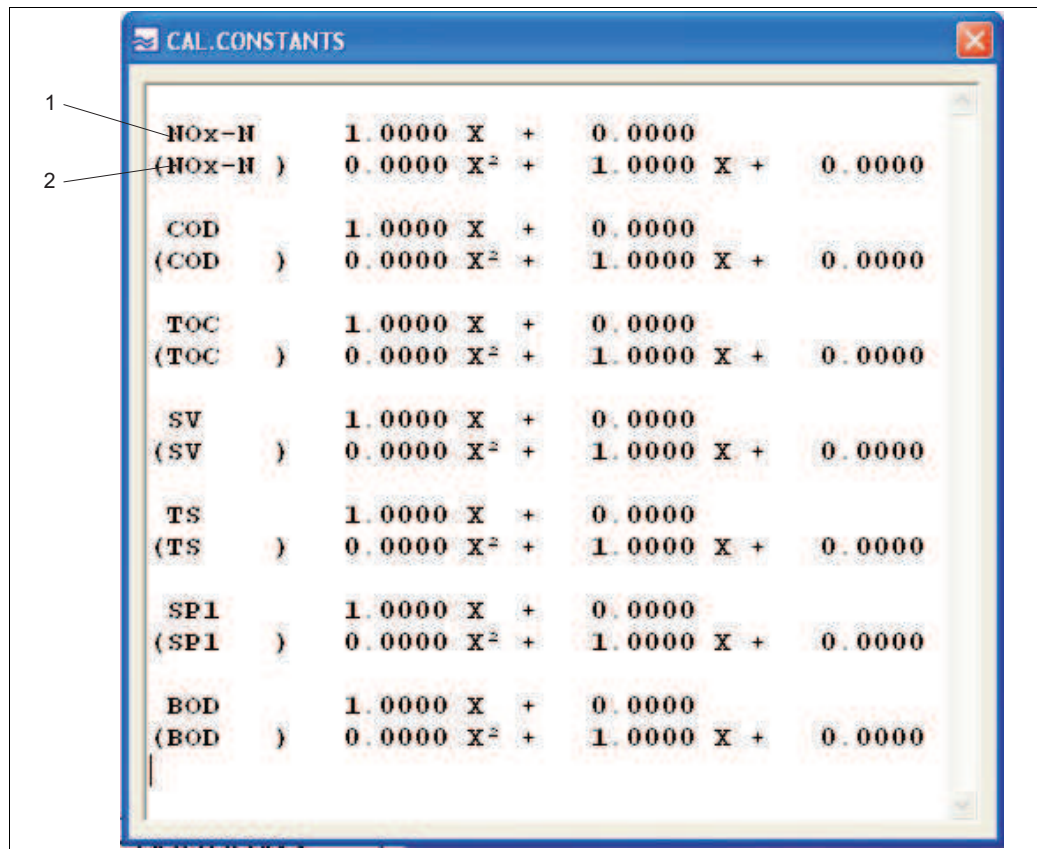 CAL.CONSTANTS
1
NOx-N 1.0000 X + 0.0000
(NOx-N ) 0.0000 X² + 1.0000 X + 0.0000
2
COD 1.0000 X + 0.0000
(COD ) 0.0000 X² + 1.0000 X + 0.0000
TOC 1.0000 X + 0.0000
(TOC ) 0.0000 X² + 1.0000 X + 0.0000
SV 1.0000 X + 0.0000
(SV ) 0.0000 X² + 1.0000 X + 0.0000
TS 1.0000 X + 0.0000
(TS ) 0.0000 X² + 1.0000 X + 0.0000
SP1 1.0000 X + 0.0000
(SP1 ) 0.0000 X² + 1.0000 X + 0.0000
BOD 1.0000 X + 0.0000
(BOD ) 0.0000 X² + 1.0000 X + 0.0000